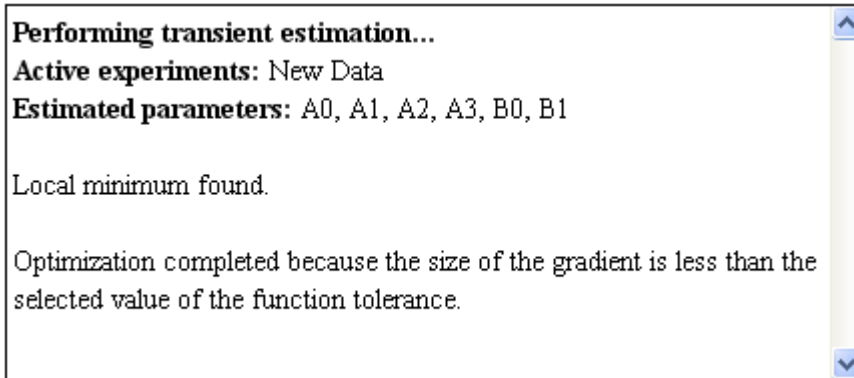 Performing transient estimation...
Active experiments: New Data
Estimated parameters: A0, A1, A2, A3, B0, B1
Local minimum found.
Optimization completed because the size of the gradient is less than the
selected value of the function tolerance.